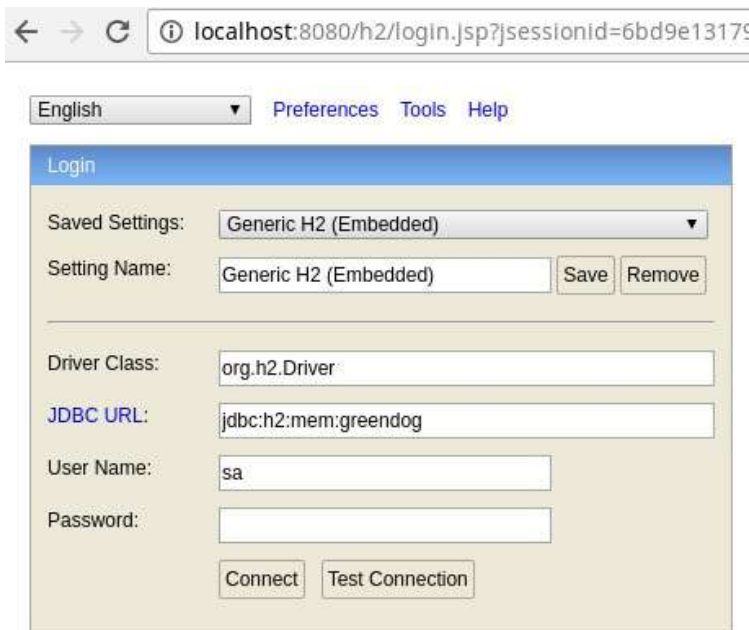 localhost:8080/h2/login.jsp?jsessionid=6bd9e13179
English Preferences Tools Help
Login
Saved Settings: Generic H2 (Embedded)
Setting Name: Generic H2 (Embedded) Save Remove
Driver Class: org.h2.Driver
JDBC URL: jdbc:h2:mem:greendog
User Name: sa
Password:
Connect Test Connection